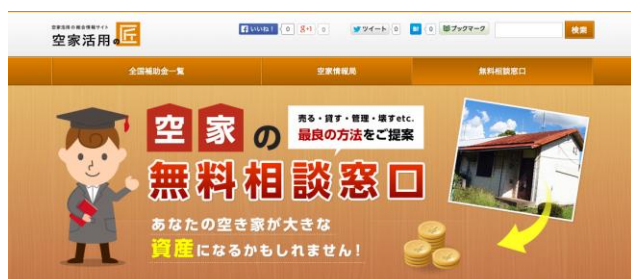 空家活用の総合情報サイト
空家活用の匠
いいね! 0
g+1 0
ツイート 0
B! 0
ブックマーク
検索
全国補助金一覧
空家情報局
無料相談窓口
空家の
売る・貸す・管理・壊すetc.
最良の方法をご提案
無料相談窓口
あなたの空き家が大きな
資産になるかもしれません!